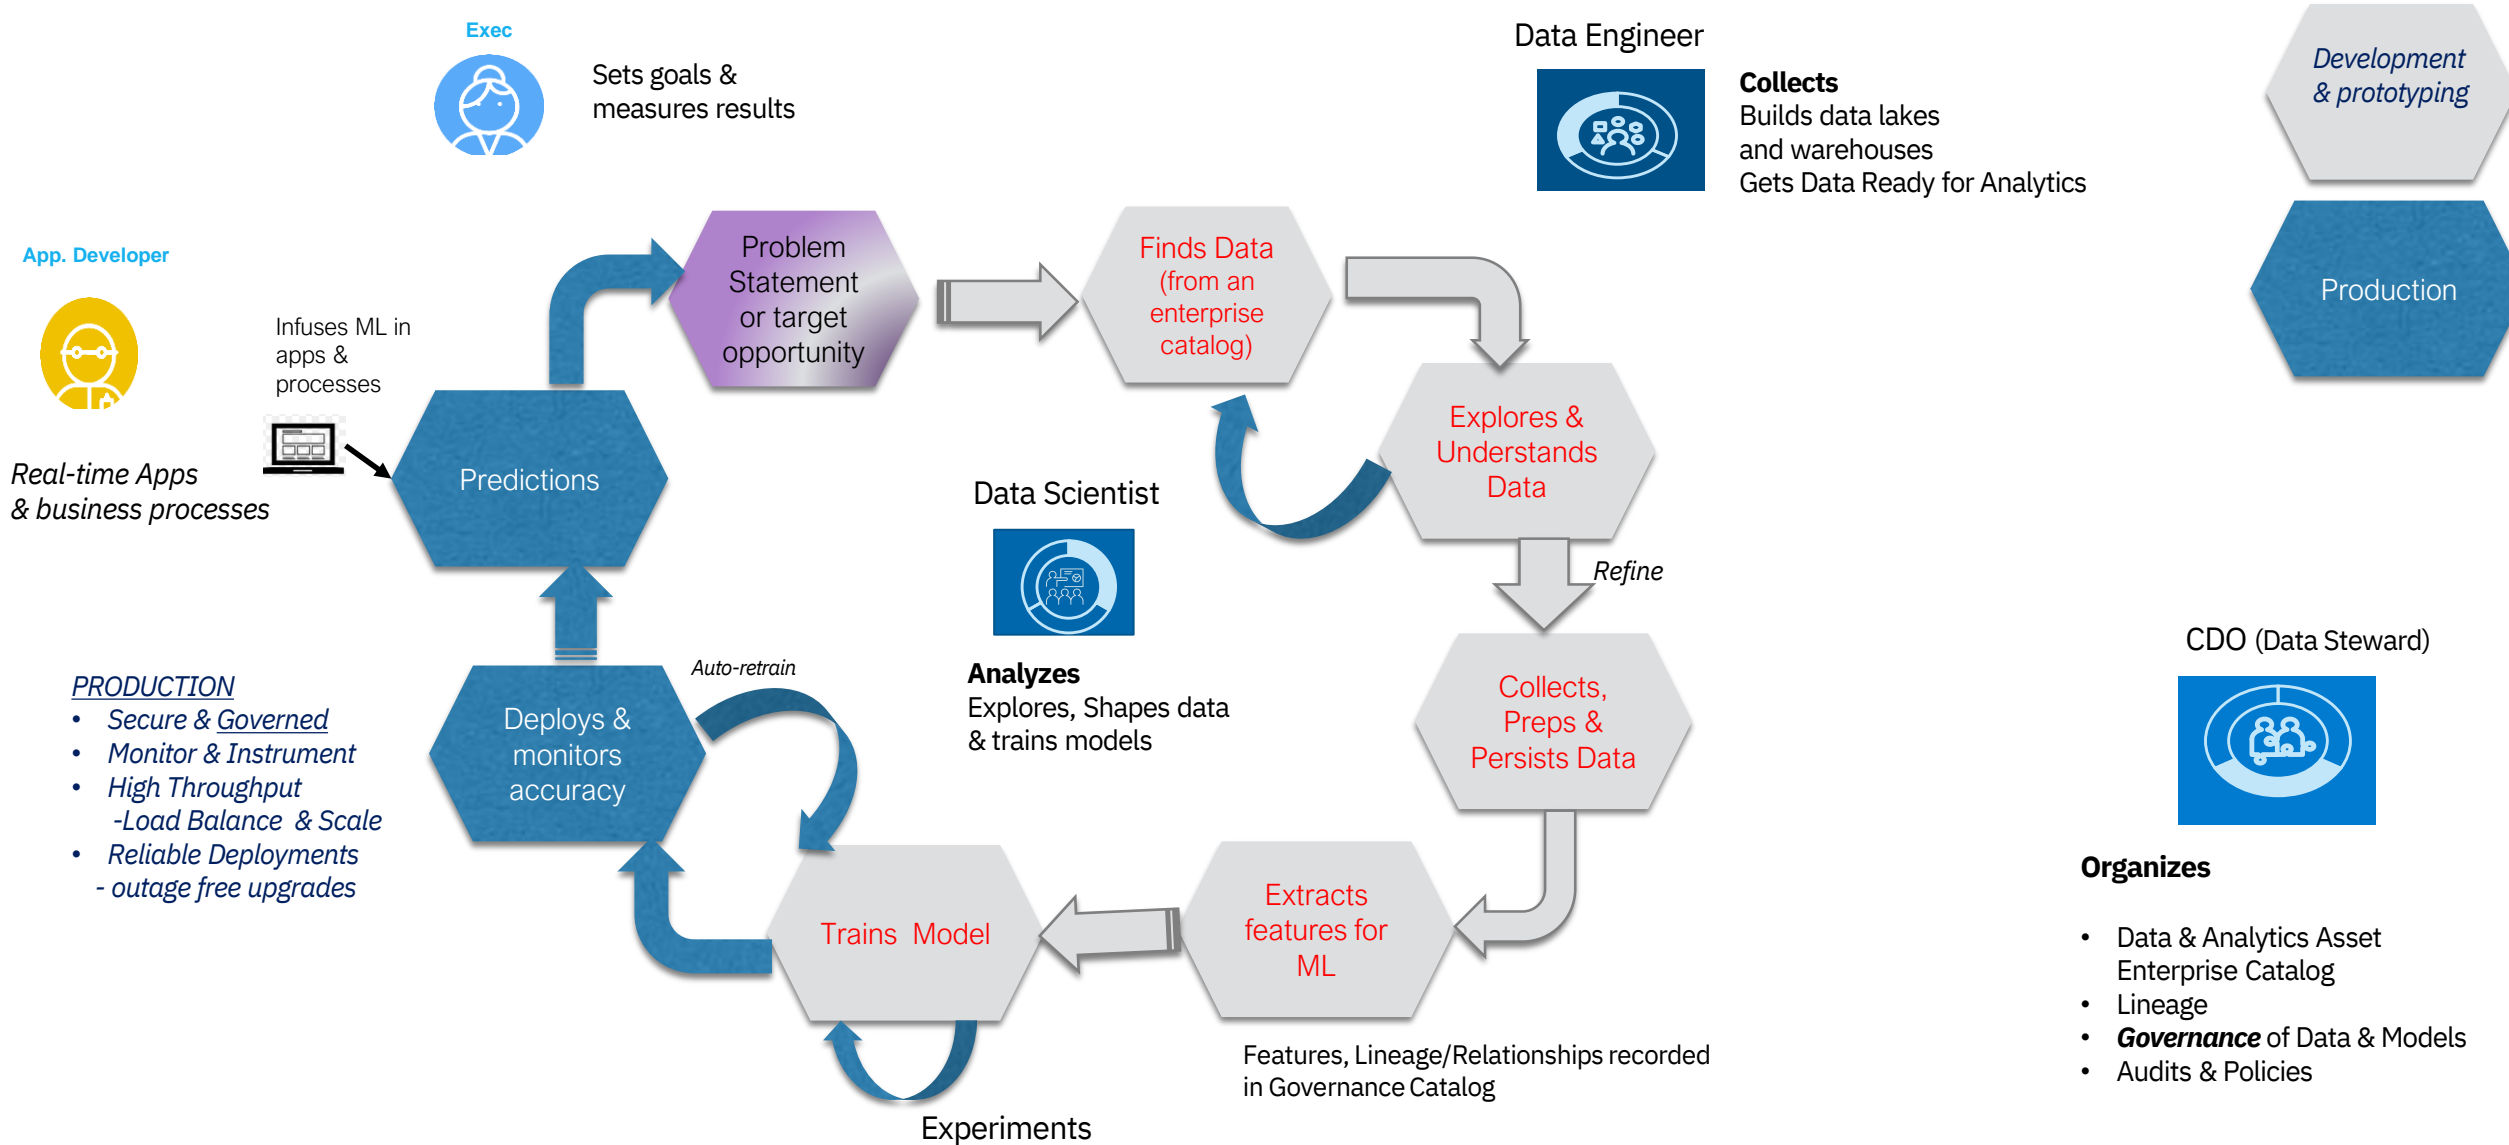 Exec
Sets goals &
measures results
Data Engineer
Collects
Builds data lakes
and warehouses
Gets Data Ready for Analytics
Development
& prototyping
Production
App. Developer
Infuses ML in
apps &
processes
Real-time Apps
& business processes
Problem
Statement
or target
opportunity
Finds Data
(from an
enterprise
catalog)
Explores &
Understands
Data
Refine
Predictions
Data Scientist
Analyzes
Explores, Shapes data
& trains models
Collects,
Preps &
Persists Data
CDO (Data Steward)
Organizes
• Data & Analytics Asset
Enterprise Catalog
• Lineage
• Governance of Data & Models
• Audits & Policies
PRODUCTION
• Secure & Governed
• Monitor & Instrument
• High Throughput
-Load Balance & Scale
• Reliable Deployments
- outage free upgrades
Deploys &
monitors
accuracy
Auto-retrain
Trains Model
Extracts
features for
ML
Features, Lineage/Relationships recorded
in Governance Catalog
Experiments